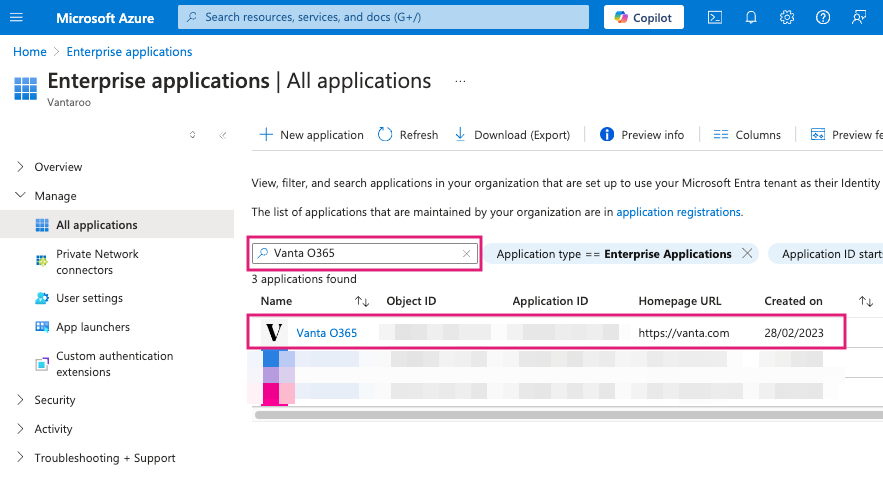 Microsoft Azure
Search resources, services, and docs (G+/)
Copilot
Home > Enterprise applications
Enterprise applications | All applications
...
Vantaroo
New application
Refresh
Download (Export)
Preview info
Columns
Preview fe
Overview
Manage
All applications
Private Network
connectors
User settings
App launchers
Custom authentication
extensions
Security
Activity
Troubleshooting + Support
View, filter, and search applications in your organization that are set up to use your Microsoft Entra tenant as their Identity
The list of applications that are maintained by your organization are in application registrations.
Vanta O365
Application type == Enterprise Applications
Application ID starts
3 applications found
Name Object ID Application ID Homepage URL Created on
V Vanta O365 https://vanta.com 28/02/2023